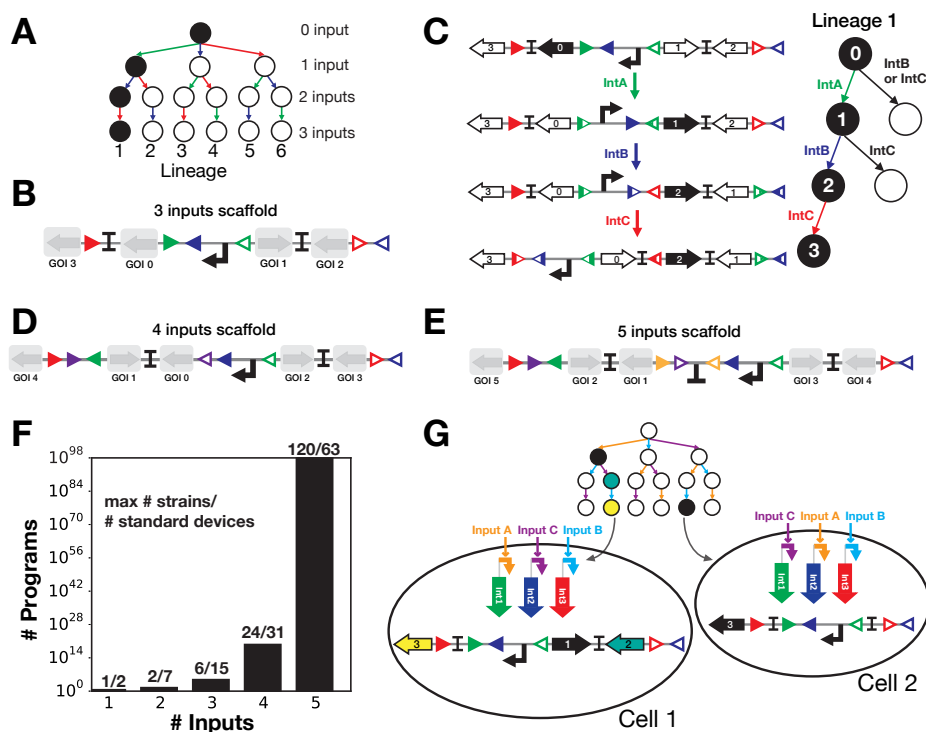 A
0 input
1 input
2 inputs
3 inputs
1 2 3 4 5 6
Lineage
B
3 inputs scaffold
GOI 3 GOI 0 GOI 1 GOI 2
C
Lineage 1
3 0 1 2
IntA
3 0 1 2
IntB
3 0 2 1
IntC
3 0 2 1
0
IntB
or IntC
IntA
1
IntB
IntC
2
IntC
3
D
4 inputs scaffold
GOI 4 GOI 1 GOI 0 GOI 2 GOI 3
E
5 inputs scaffold
GOI 5 GOI 2 GOI 1 GOI 3 GOI 4
F
# Programs
10^98
10^84
10^70
10^56
10^42
10^28
10^14
10^0
120/63
max # strains/
# standard devices
24/31
6/15
2/7
1/2
1 2 3 4 5
# Inputs
G
Input A Input C Input B
Int1 Int2 Int3
3 1 2
Cell 1
Input C Input A Input B
Int1 Int2 Int3
3
Cell 2